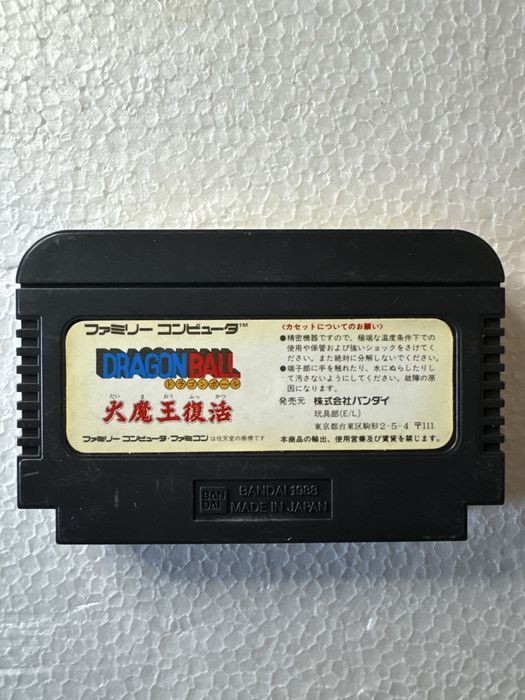 ファミリー コンピュータ™
DRAGON BALL
ドラゴンボール
だい ま おう ふっ かつ
大魔王復活
ファミリー コンピュータ・ファミコンは任天堂の商標です
〈カセットについてのお願い〉
●精密機器ですので、極端な温度条件下での
使用や保管および強いショックをさけてく
ださい。また絶対に分解しないでください。
●端子部に手を触れたり、水にぬらしたりし
て汚さないようにしてください。故障の原
因になります。
発売元 株式会社バンダイ
玩具部(E/L)
東京都台東区駒形2-5-4 〒111
本商品の輸出、使用営業及び賃貸を禁じます。
BAN
DAI
BANDAI 1988
MADE IN JAPAN